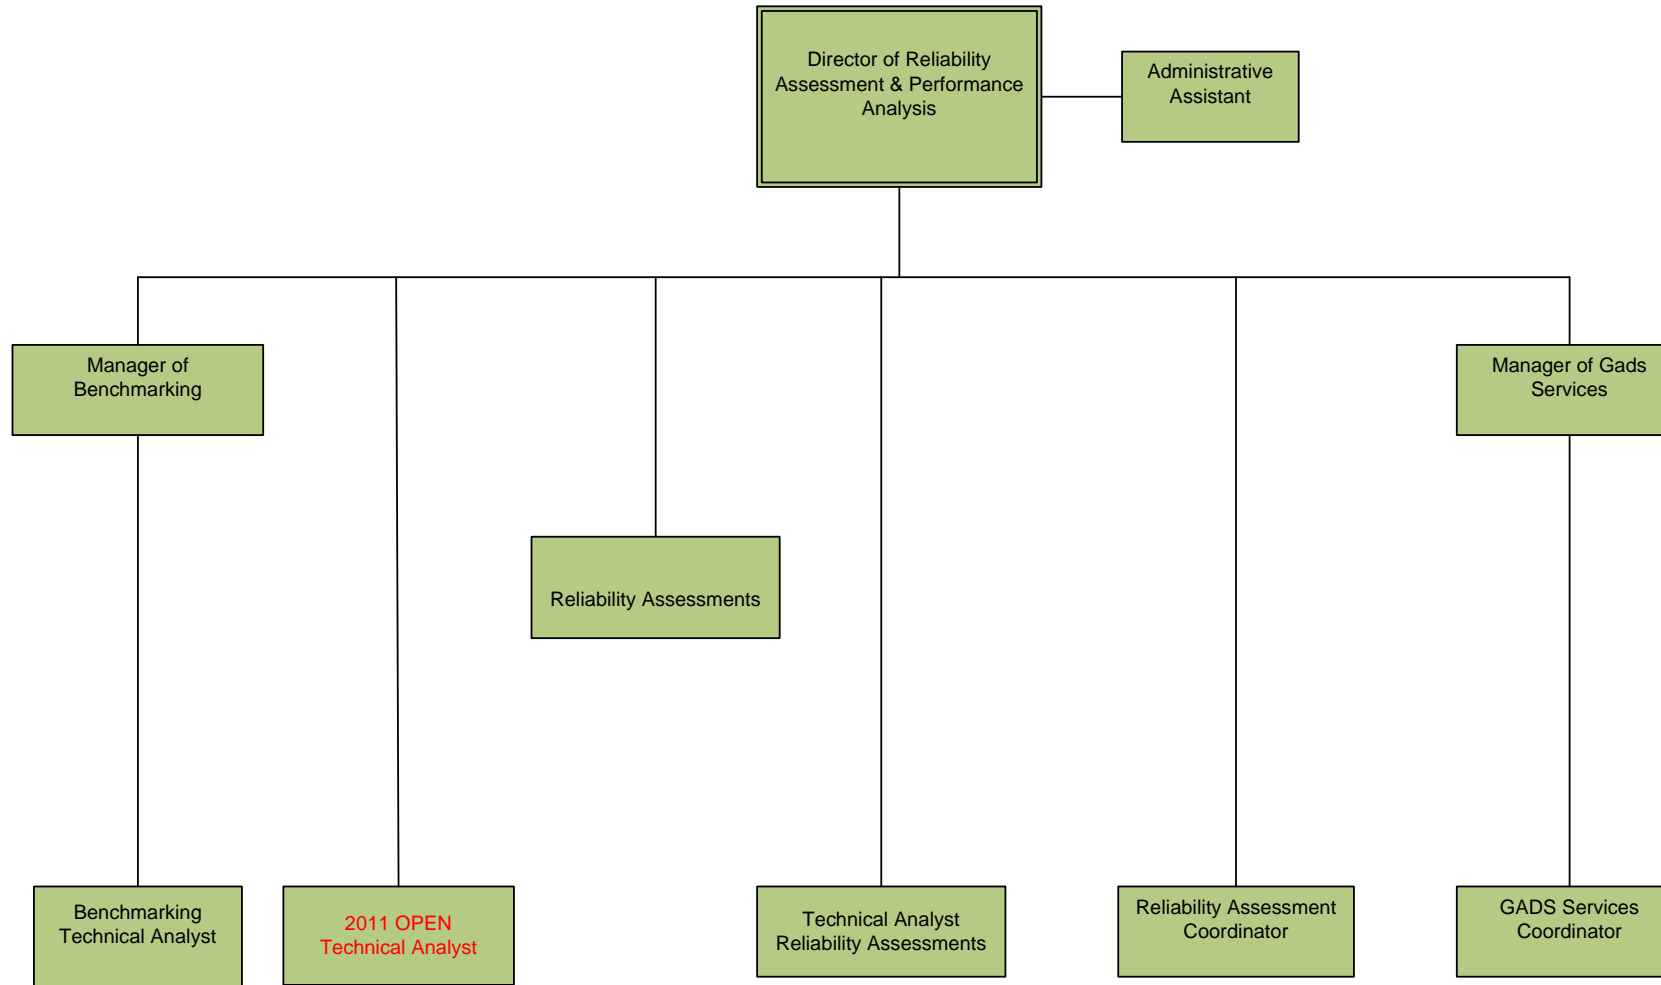 Director of Reliability
Assessment & Performance
Analysis
Administrative
Assistant
Manager of
Benchmarking
Manager of Gads
Services
Reliability Assessments
Benchmarking
Technical Analyst
2011 OPEN
Technical Analyst
Technical Analyst
Reliability Assessments
Reliability Assessment
Coordinator
GADS Services
Coordinator